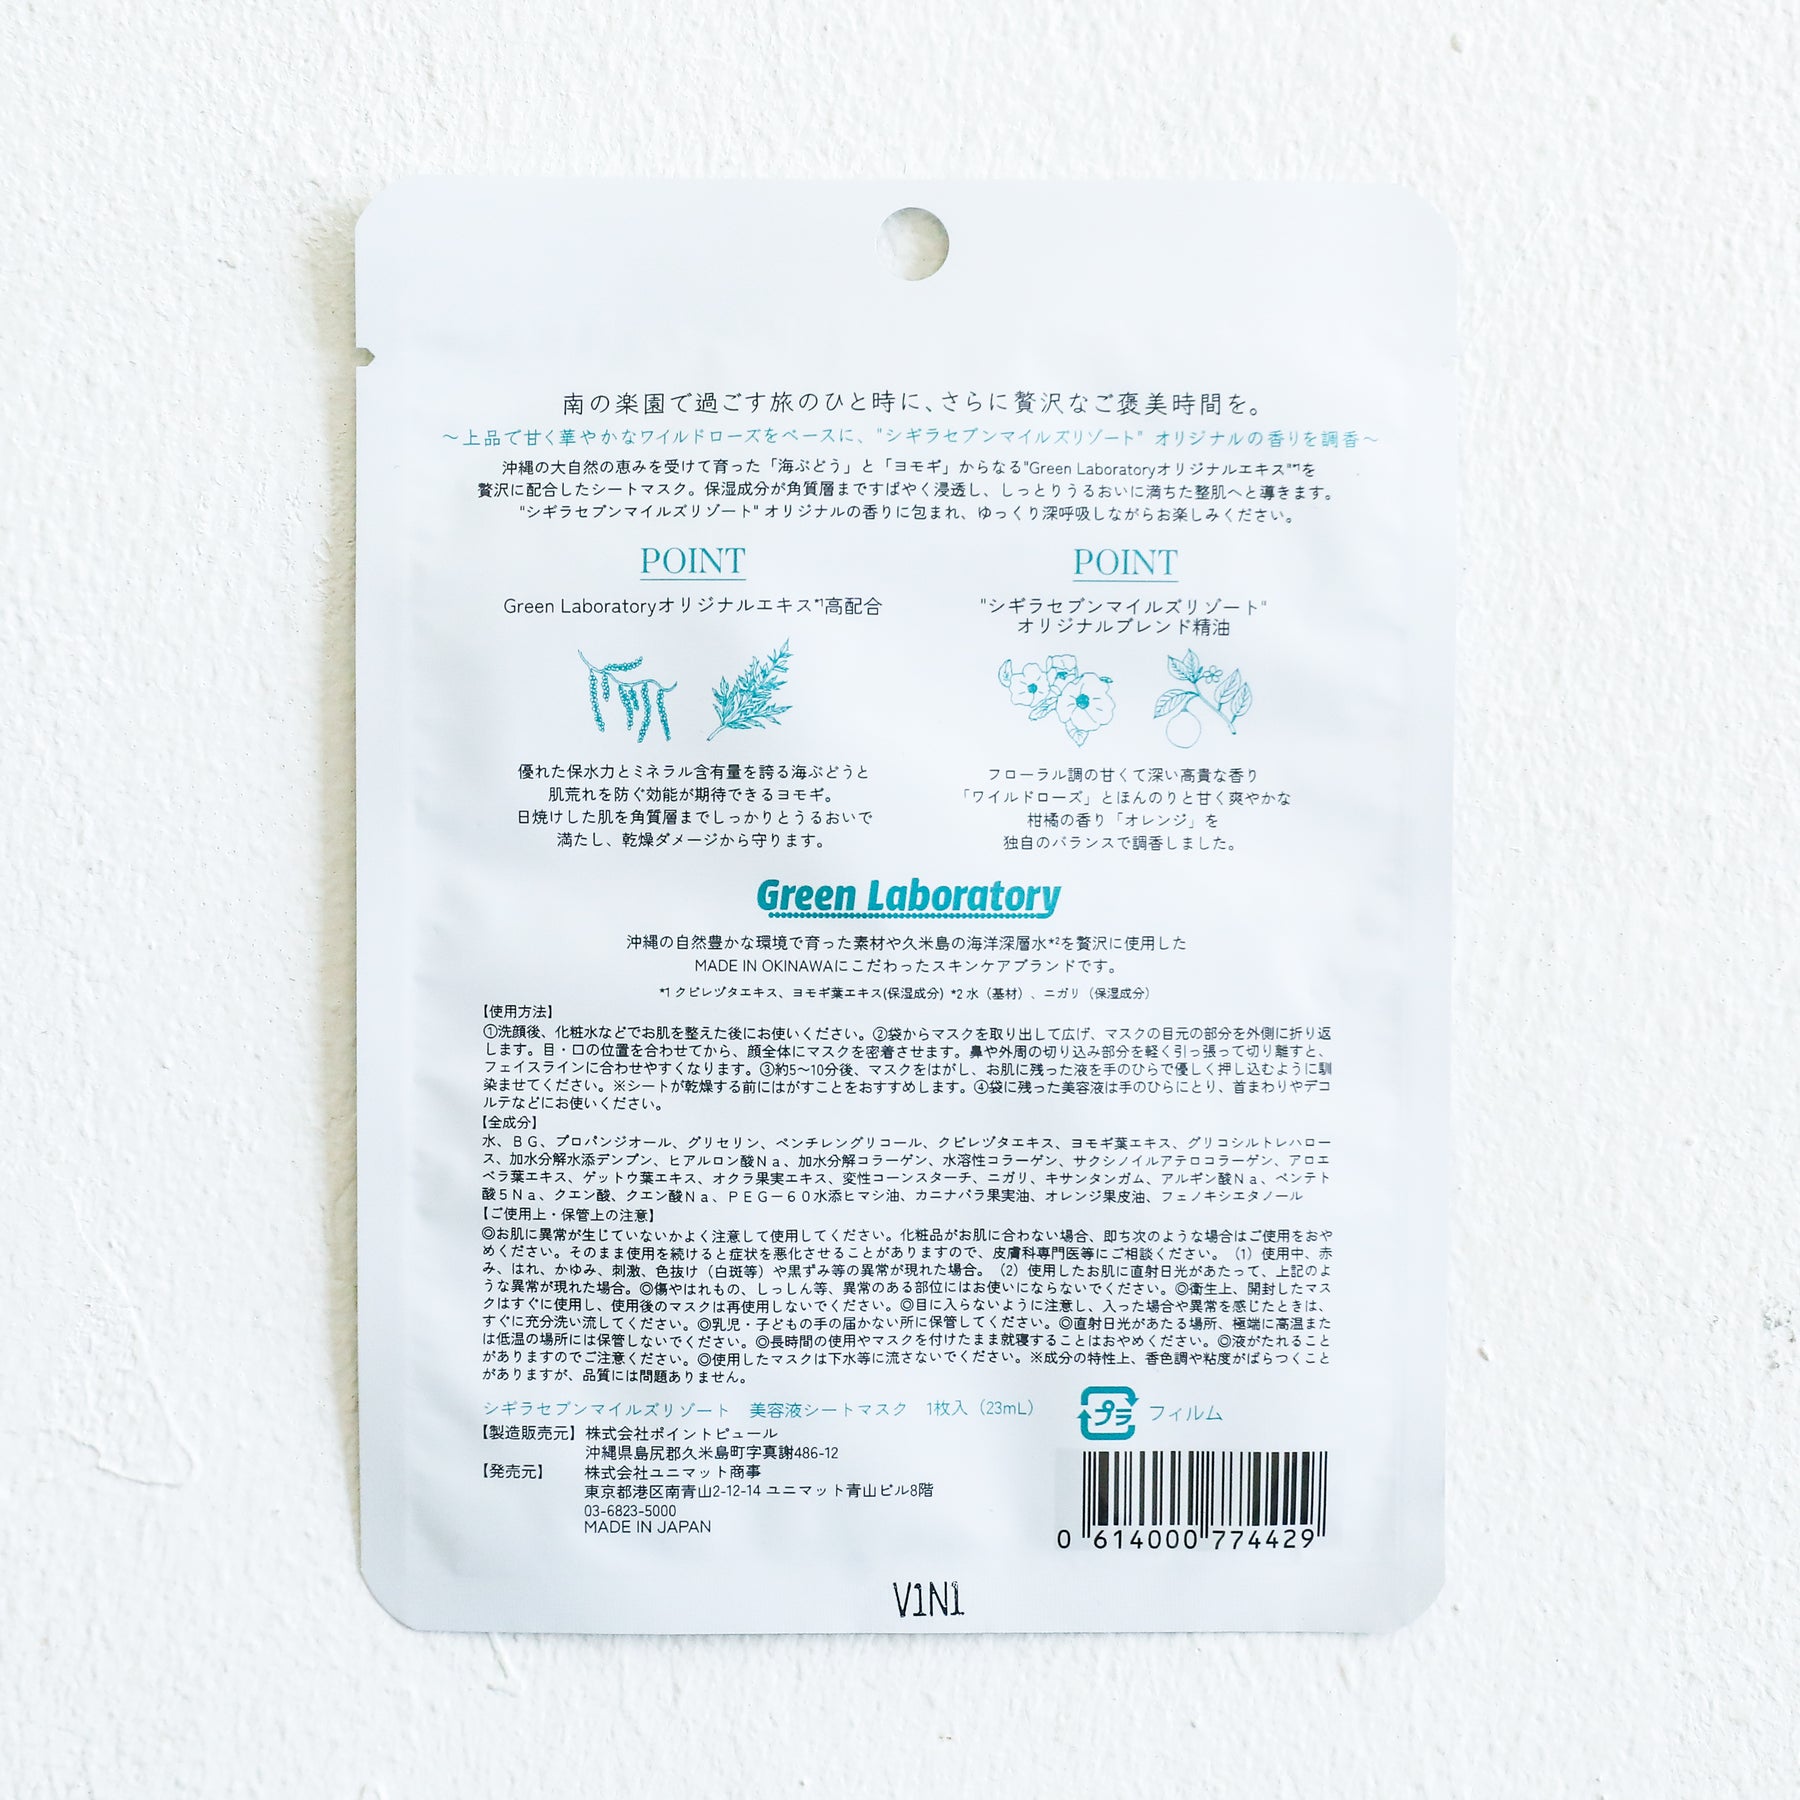 南の楽園で過ごす旅のひと時に、さらに贅沢なご褒美時間を。
〜上品で甘く華やかなワイルドローズをベースに、"シギラセブンマイルズリゾート" オリジナルの香りを調香〜
沖縄の大自然の恵みを受けて育った「海ぶどう」と「ヨモギ」からなる"Green Laboratoryオリジナルエキス"*1を
贅沢に配合したシートマスク。保湿成分が角質層まですばやく浸透し、しっとりうるおいに満ちた整肌へと導きます。
"シギラセブンマイルズリゾート" オリジナルの香りに包まれ、ゆっくり深呼吸しながらお楽しみください。
POINT
Green Laboratoryオリジナルエキス*1高配合
優れた保水力とミネラル含有量を誇る海ぶどうと
肌荒れを防ぐ効能が期待できるヨモギ。
日焼けした肌を角質層までしっかりとうるおいで
満たし、乾燥ダメージから守ります。
POINT
"シギラセブンマイルズリゾート"
オリジナルブレンド精油
フローラル調の甘くて深い高貴な香り
「ワイルドローズ」とほんのりと甘く爽やかな
柑橘の香り「オレンジ」を
独自のバランスで調香しました。
Green Laboratory
沖縄の自然豊かな環境で育った素材や久米島の海洋深層水*2を贅沢に使用した
MADE IN OKINAWAにこだわったスキンケアブランドです。
*1 クビレヅタエキス、ヨモギ葉エキス(保湿成分) *2 水（基材）、ニガリ（保湿成分）
【使用方法】
①洗顔後、化粧水などでお肌を整えた後にお使いください。②袋からマスクを取り出して広げ、マスクの目元の部分を外側に折り返
します。目・口の位置を合わせてから、顔全体にマスクを密着させます。鼻や外周の切り込み部分を軽く引っ張って切り離すと、
フェイスラインに合わせやすくなります。③約5〜10分後、マスクをはがし、お肌に残った液を手のひらで優しく押し込むように馴
染ませてください。※シートが乾燥する前にはがすことをおすすめします。④袋に残った美容液は手のひらにとり、首まわりやデコ
ルテなどにお使いください。
【全成分】
水、ＢＧ、プロパンジオール、グリセリン、ペンチレングリコール、クビレヅタエキス、ヨモギ葉エキス、グリコシルトレハロー
ス、加水分解水添デンプン、ヒアルロン酸Ｎａ、加水分解コラーゲン、水溶性コラーゲン、サクシノイルアテロコラーゲン、アロエ
ベラ葉エキス、ゲットウ葉エキス、オクラ果実エキス、変性コーンスターチ、ニガリ、キサンタンガム、アルギン酸Ｎａ、ペンテト
酸５Ｎａ、クエン酸、クエン酸Ｎａ、ＰＥＧ－６０水添ヒマシ油、カニナバラ果実油、オレンジ果皮油、フェノキシエタノール
【ご使用上・保管上の注意】
◎お肌に異常が生じていないかよく注意して使用してください。化粧品がお肌に合わない場合、即ち次のような場合はご使用をおや
めください。そのまま使用を続けると症状を悪化させることがありますので、皮膚科専門医等にご相談ください。（1）使用中、赤
み、はれ、かゆみ、刺激、色抜け（白斑等）や黒ずみ等の異常が現れた場合。（2）使用したお肌に直射日光があたって、上記のよ
うな異常が現れた場合。◎傷やはれもの、しっしん等、異常のある部位にはお使いにならないでください。◎衛生上、開封したマス
クはすぐに使用し、使用後のマスクは再使用しないでください。◎目に入らないように注意し、入った場合や異常を感じたときは、
すぐに充分洗い流してください。◎乳児・子どもの手の届かない所に保管してください。◎直射日光があたる場所、極端に高温また
は低温の場所には保管しないでください。◎長時間の使用やマスクを付けたまま就寝することはおやめください。◎液がたれること
がありますのでご注意ください。◎使用したマスクは下水等に流さないでください。※成分の特性上、香色調や粘度がばらつくこと
がありますが、品質には問題ありません。
シギラセブンマイルズリゾート 美容液シートマスク 1枚入（23mL）
プラ フィルム
【製造販売元】株式会社ポイントピュール
沖縄県島尻郡久米島町字真謝486-12
【発売元】 株式会社ユニマット商事
東京都港区南青山2-12-14 ユニマット青山ビル8階
03-6823-5000
MADE IN JAPAN
0 614000 774429
V1N1